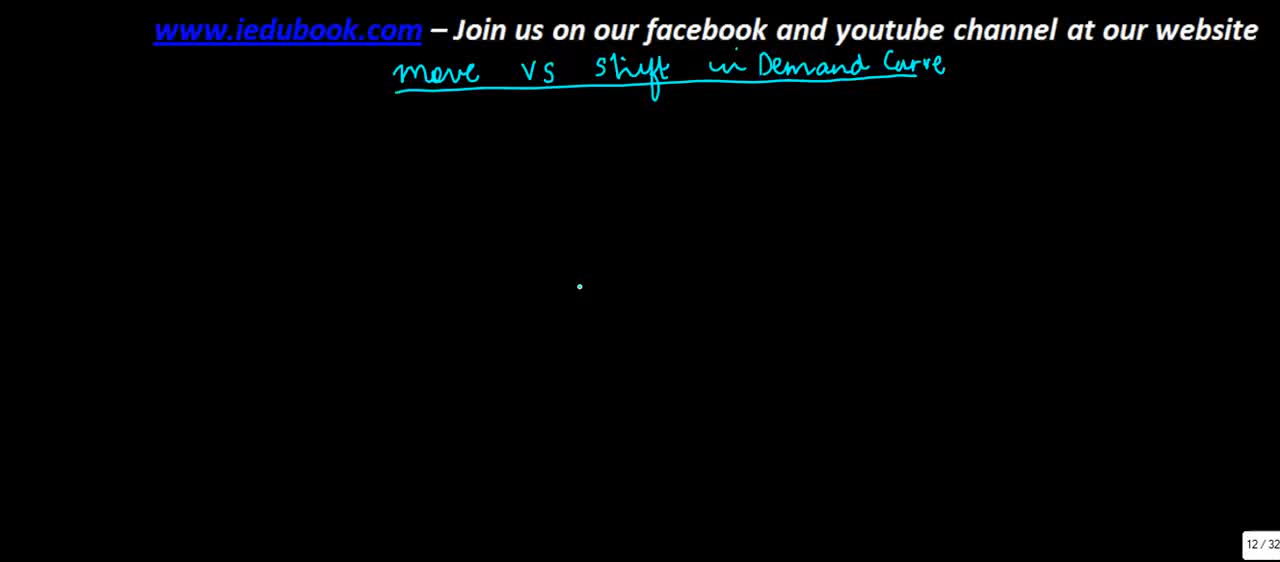 www.iedubook.com – Join us on our facebook and youtube channel at our website
move vs shift in Demand Curve
12 / 32